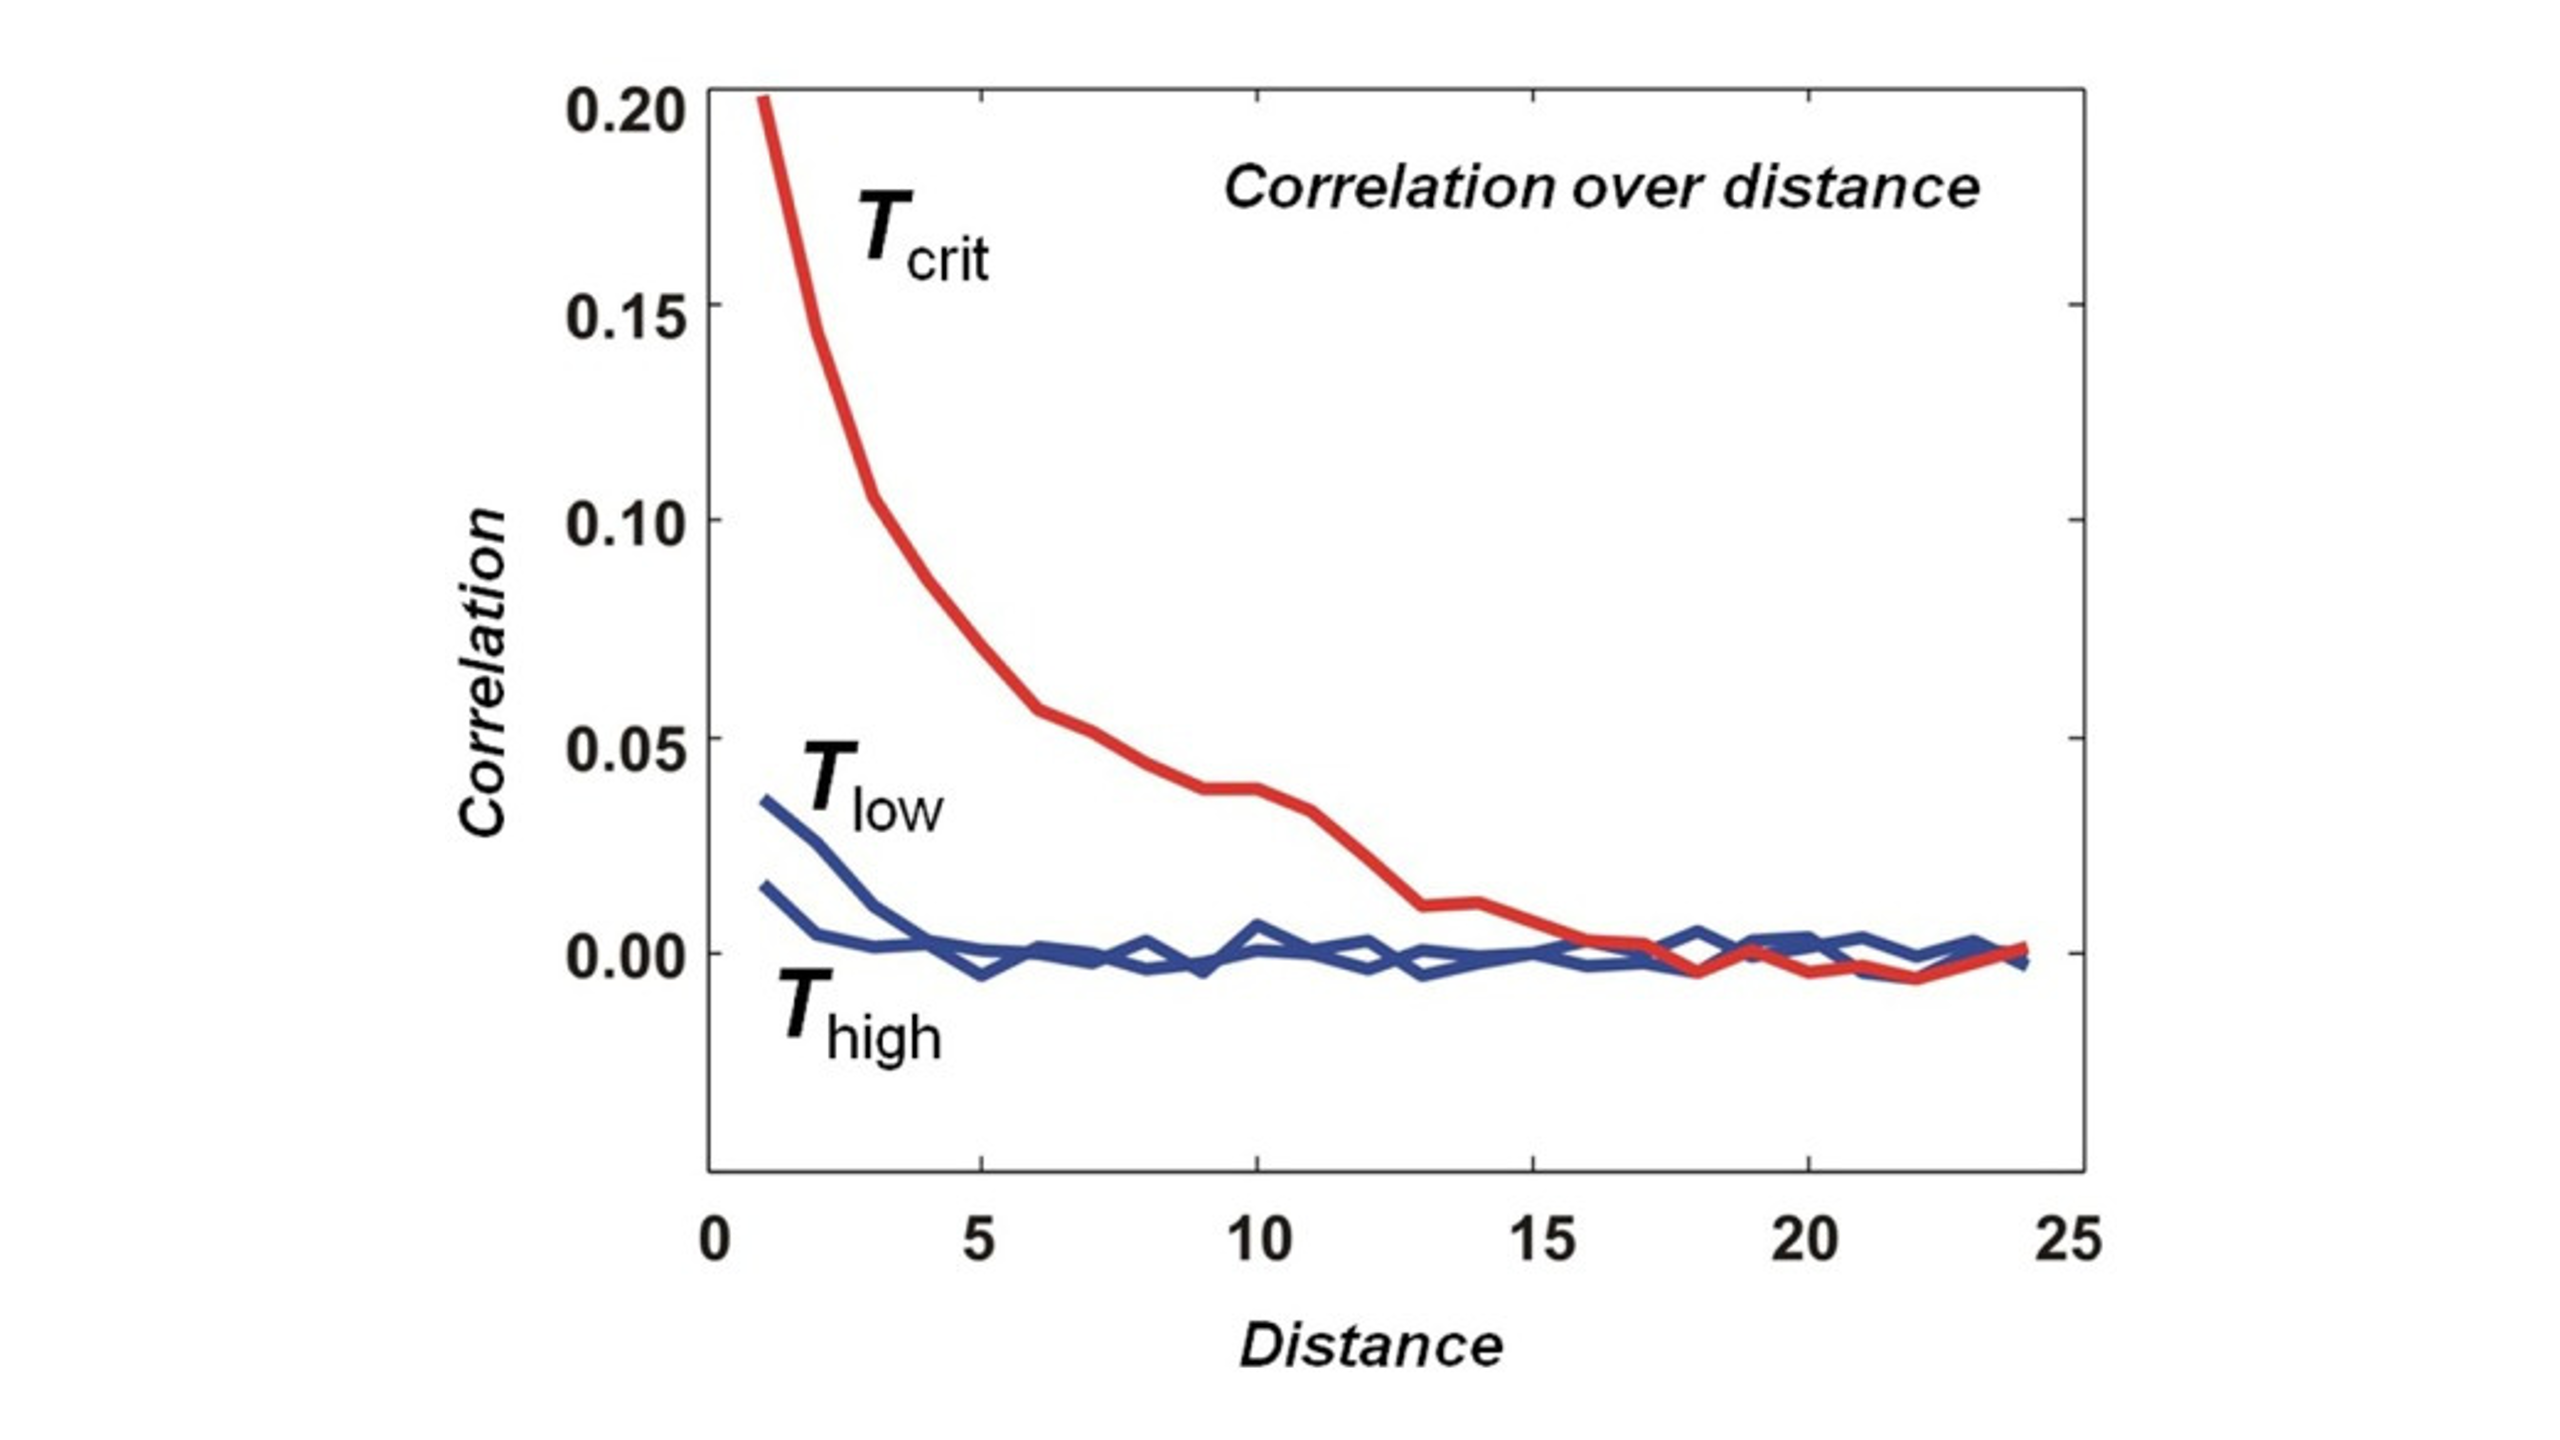 Correlation over distance
0.20
0.15
0.10
0.05
0.00
Correlation
Tcrit
Tlow
Thigh
0 5 10 15 20 25
Distance